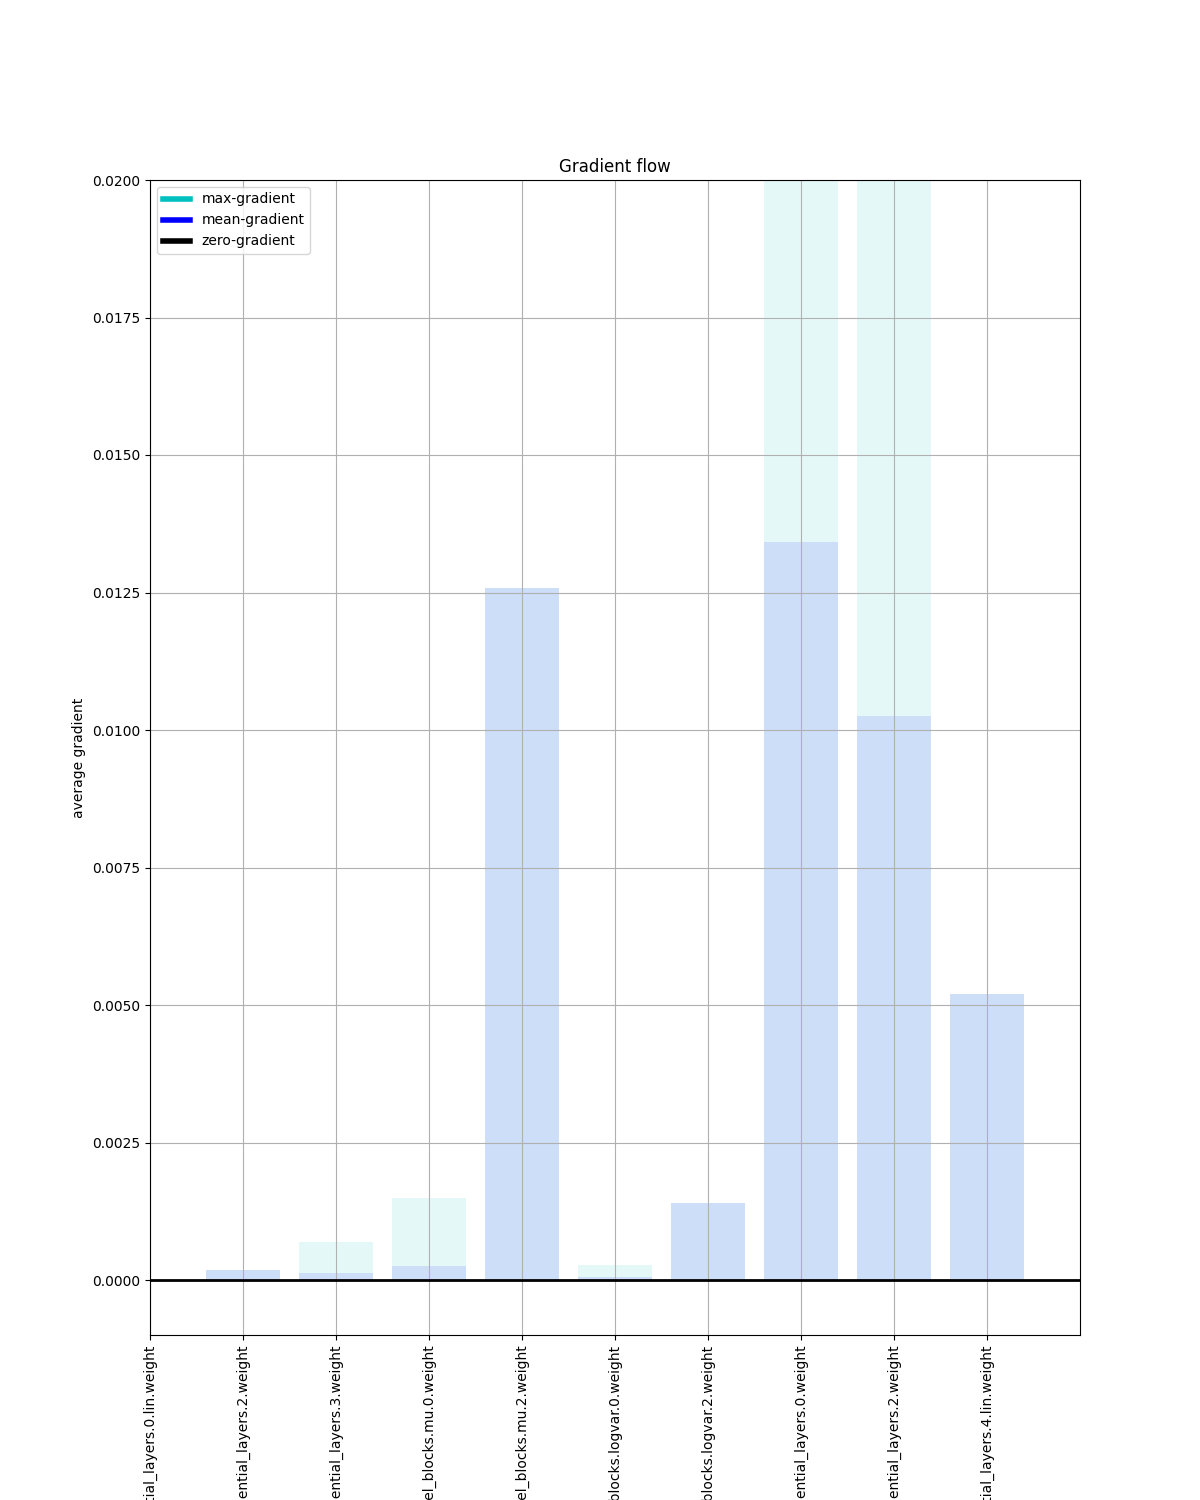 Gradient flow
max-gradient
mean-gradient
zero-gradient
0.0200
0.0175
0.0150
0.0125
0.0100
0.0075
0.0050
0.0025
0.0000
average gradient
tial_layers.0.lin.weight
ential_layers.2.weight
ential_layers.3.weight
el_blocks.mu.0.weight
el_blocks.mu.2.weight
blocks.logvar.0.weight
blocks.logvar.2.weight
ential_layers.0.weight
ential_layers.2.weight
tial_layers.4.lin.weight